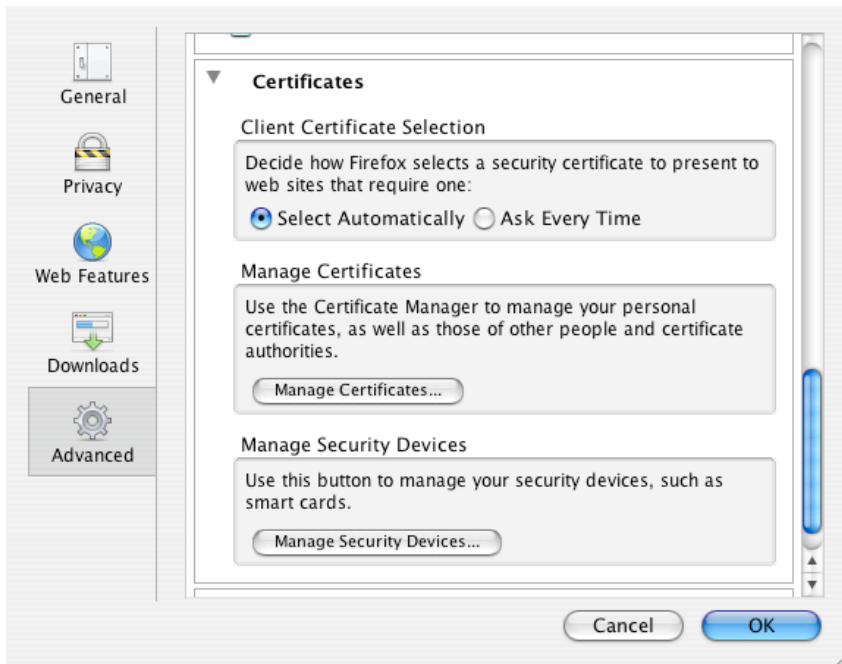 General
Privacy
Web Features
Downloads
Advanced
Certificates
Client Certificate Selection
Decide how Firefox selects a security certificate to present to
web sites that require one:
Select Automatically Ask Every Time
Manage Certificates
Use the Certificate Manager to manage your personal
certificates, as well as those of other people and certificate
authorities.
Manage Certificates...
Manage Security Devices
Use this button to manage your security devices, such as
smart cards.
Manage Security Devices...
Cancel OK